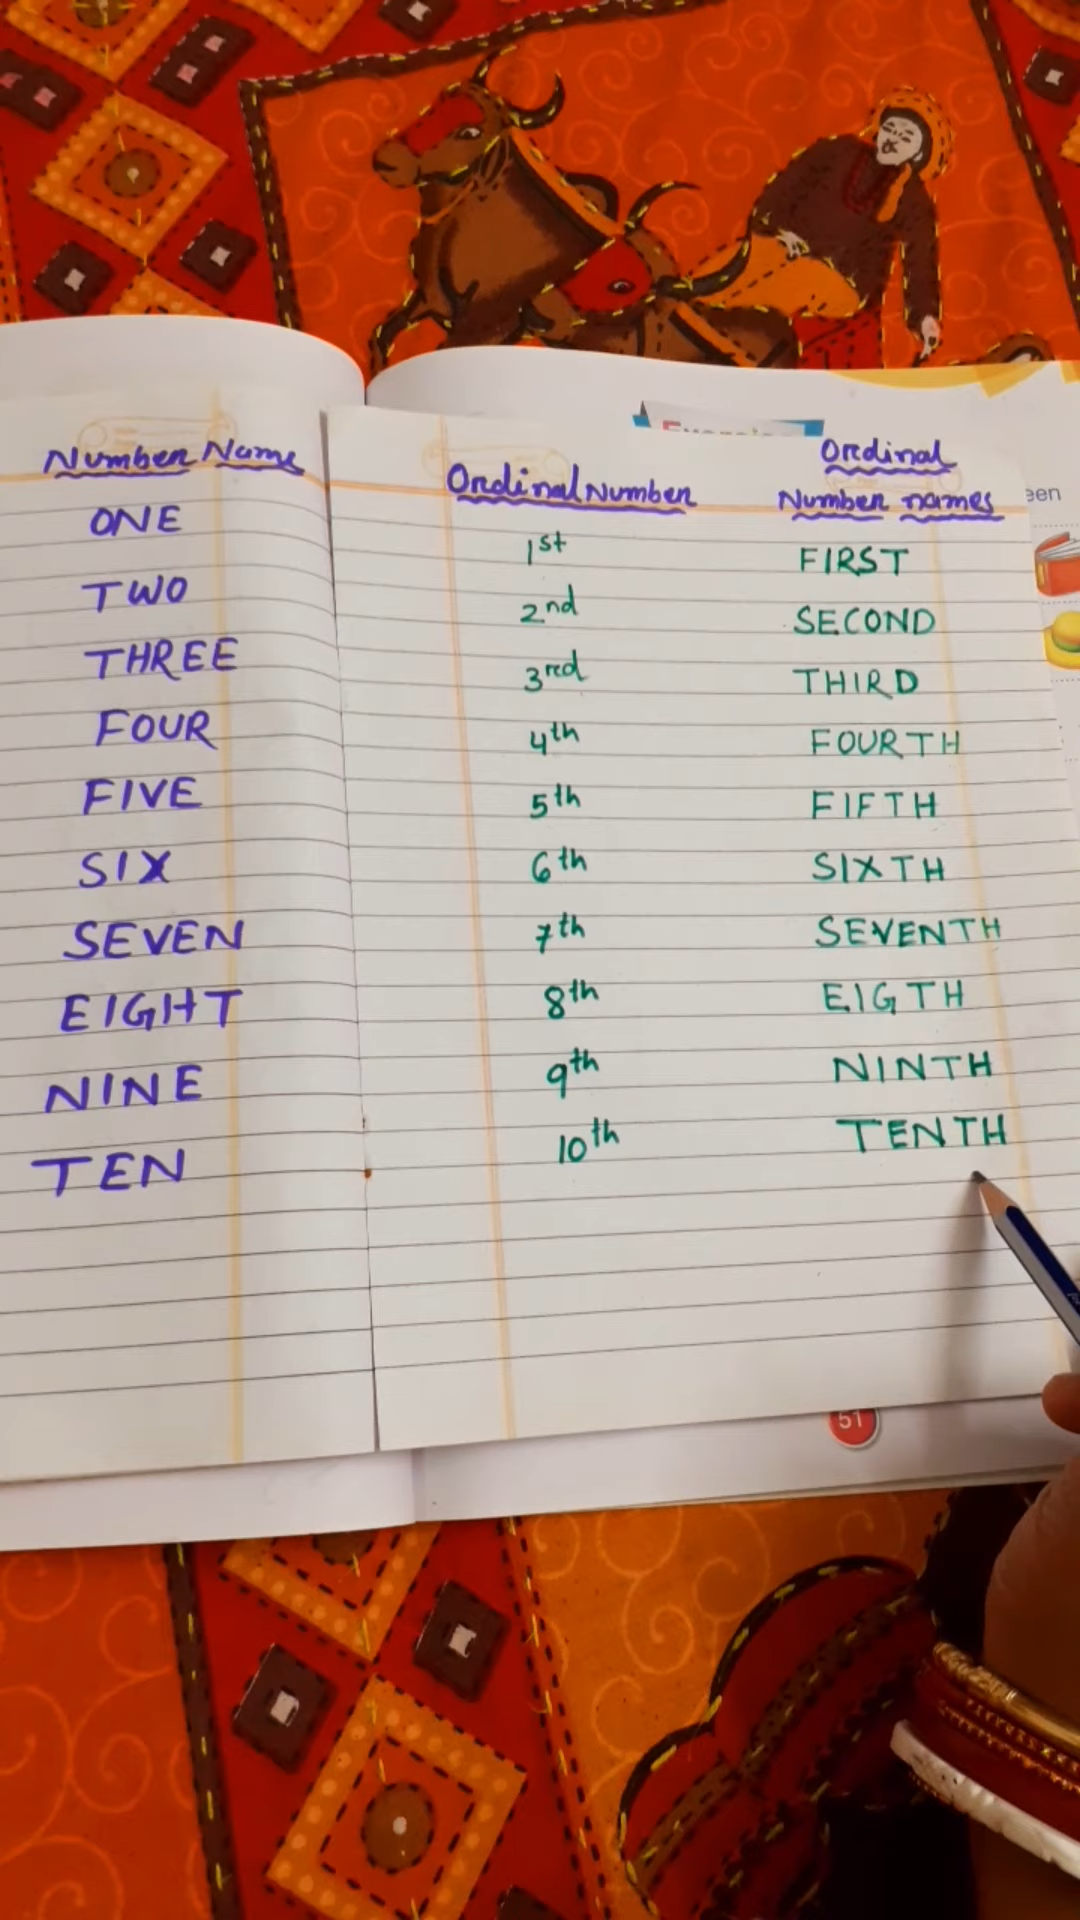 Number Name
ONE
TWO
THREE
FOUR
FIVE
SIX
SEVEN
EIGHT
NINE
TEN
Ordinal Number
1st
2nd
3red
4th
5th
6th
7th
8th
9th
10th
Ordinal
Number names
FIRST
SECOND
THIRD
FOURTH
FIFTH
SIXTH
SEVENTH
EIGTH
NINTH
TENTH
51